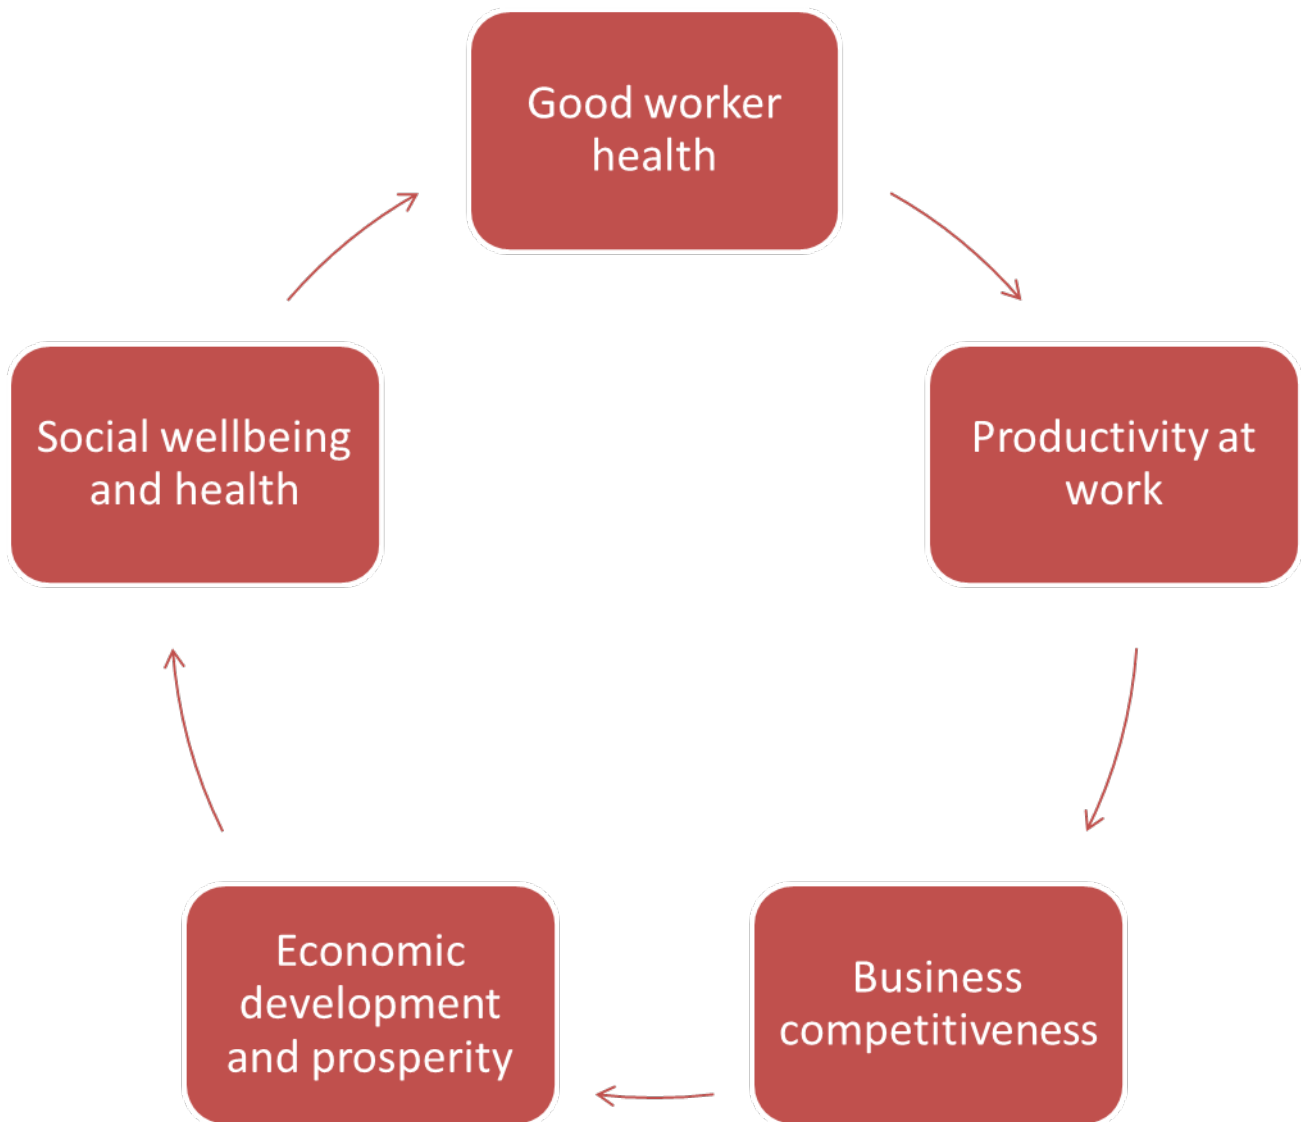 Good worker
health
Productivity at
work
Business
competitiveness
Economic
development
and prosperity
Social wellbeing
and health